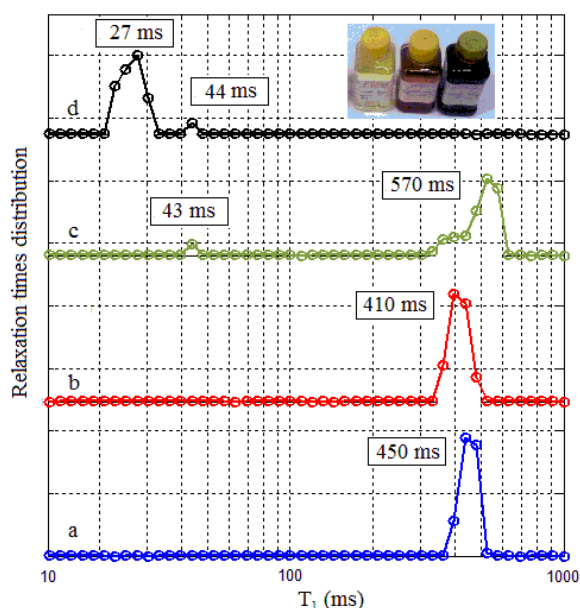 27 ms
44 ms
d
570 ms
43 ms
c
410 ms
b
450 ms
a
Relaxation times distribution
10
100
1000
T₁ (ms)